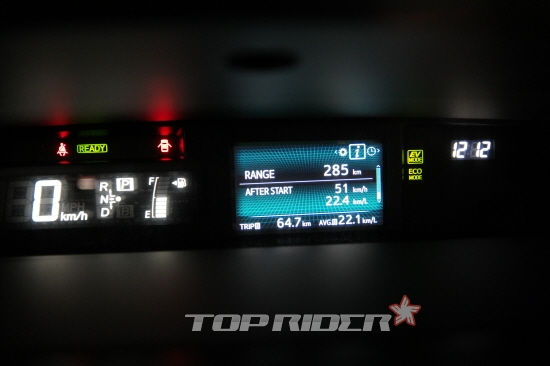 READY
0 km/h
MPH
R
N
D
P
B
F
E
i
RANGE 285 km
AFTER START 51 km/h
22.4 km/L
TRIP B 64.7 km AVG B 22.1 km/L
EV
MODE
ECO
MODE
12 12
TOP RIDER